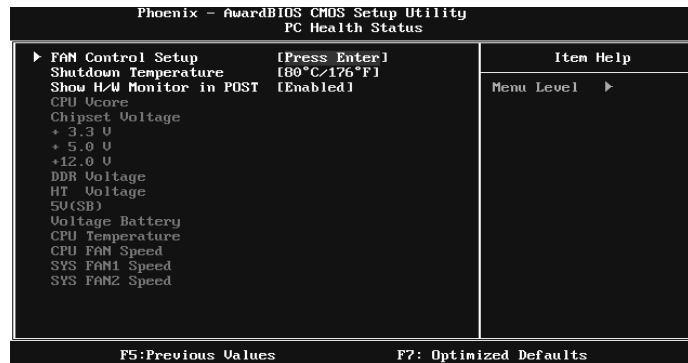 Phoenix - AwardBIOS CMOS Setup Utility
PC Health Status
FAN Control Setup [Press Enter]
Shutdown Temperature [80°C/176°F]
Show H/W Monitor in POST [Enabled]
CPU Vcore
Chipset Voltage
+ 3.3 V
+ 5.0 V
+12.0 V
DDR Voltage
HT Voltage
5V(SB)
Voltage Battery
CPU Temperature
CPU FAN Speed
SYS FAN1 Speed
SYS FAN2 Speed
Item Help
Menu Level
F5:Previous Values F7: Optimized Defaults